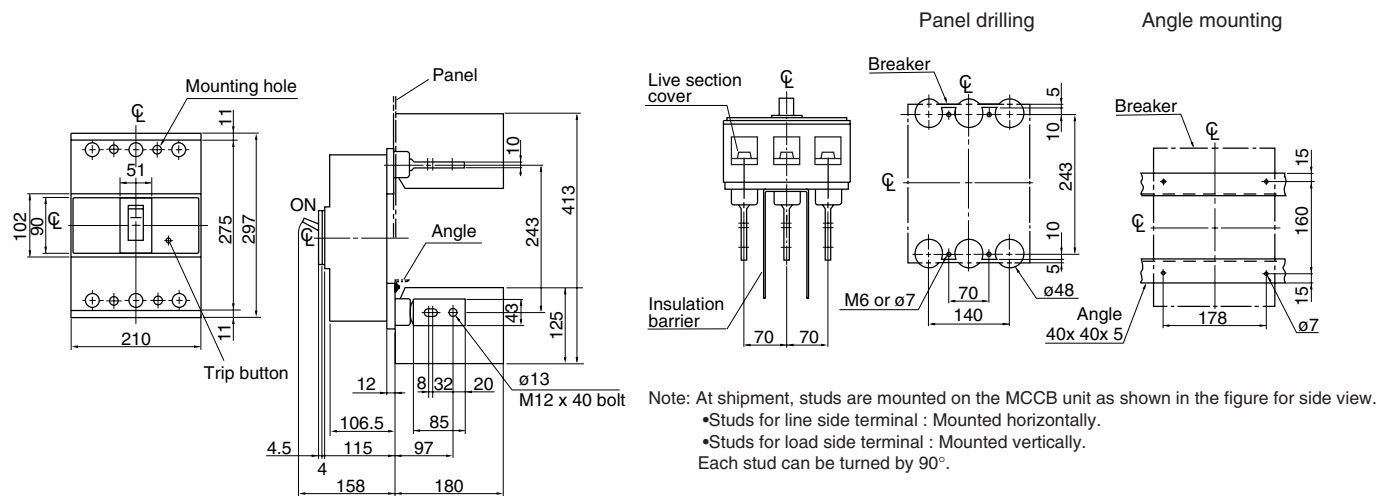 Panel drilling
Angle mounting
Mounting hole
℄
11
51
ON
102
90
℄
275
297
11
210
Trip button
Panel
10
413
243
℄
Angle
43
125
12
8
32
20
ø13
M12 x 40 bolt
106.5
85
4.5
115
97
4
158
180
Live section
cover
℄
Insulation
barrier
70
70
Breaker
℄
5
10
℄
243
10
5
M6 or ø7
70
ø48
140
Breaker
℄
15
℄
160
15
Angle
40x 40x 5
178
ø7
Note: At shipment, studs are mounted on the MCCB unit as shown in the figure for side view.
•Studs for line side terminal : Mounted horizontally.
•Studs for load side terminal : Mounted vertically.
Each stud can be turned by 90°.